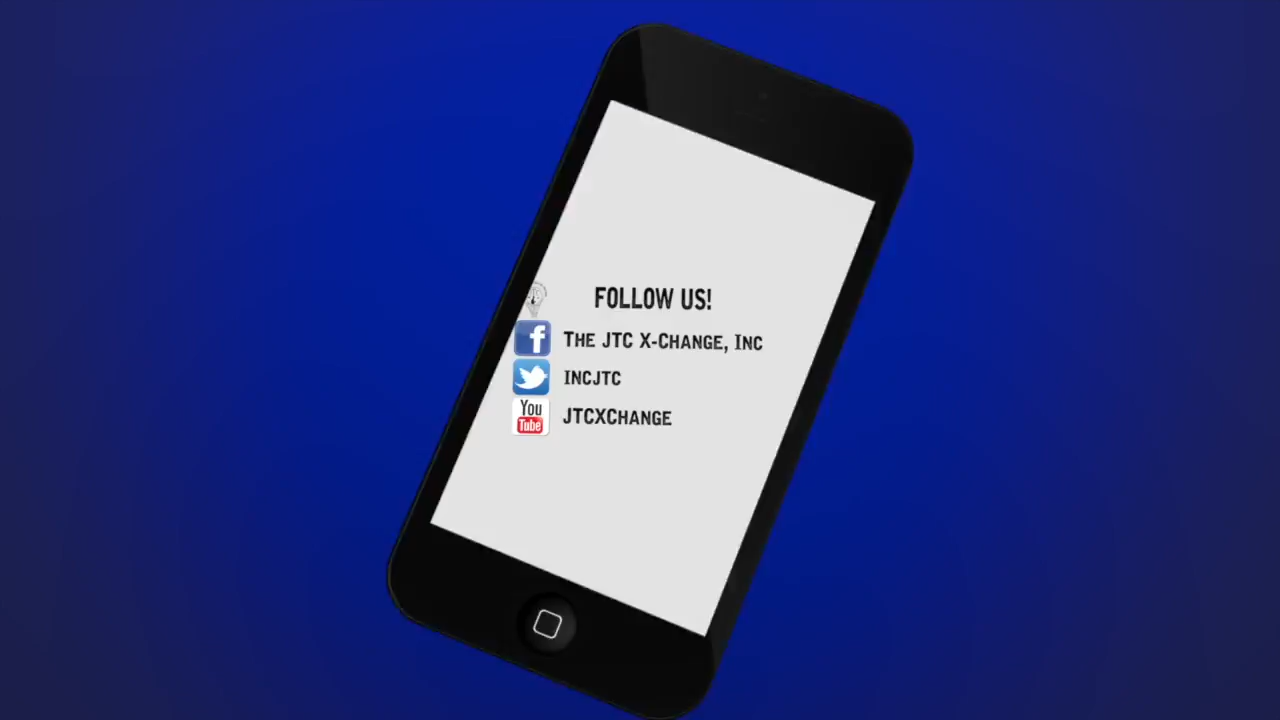 FOLLOW US!
f
THE JTC X-CHANGE, INC
INCJTC
You
Tube
JTCXCHANGE